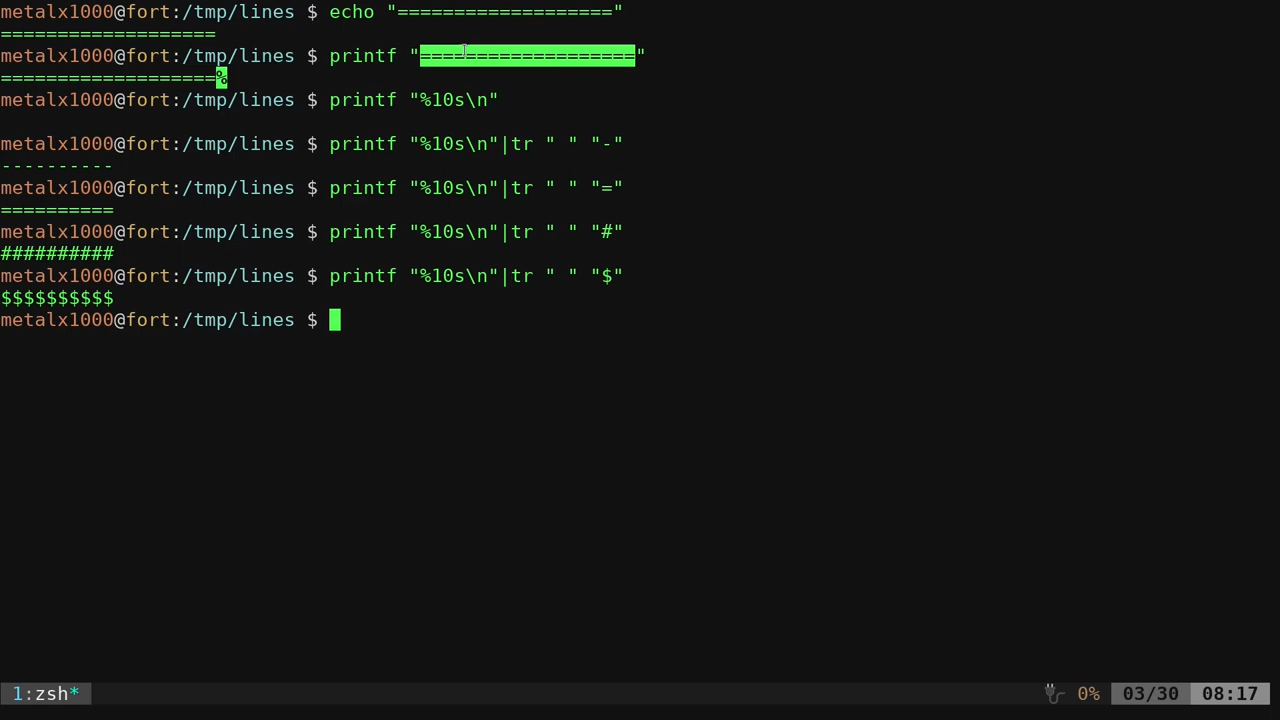 metalx1000@fort:/tmp/lines $ echo "==================="
===================
metalx1000@fort:/tmp/lines $ printf "==================="
===================%
metalx1000@fort:/tmp/lines $ printf "%10s\n"
metalx1000@fort:/tmp/lines $ printf "%10s\n"|tr " " "-"
----------
metalx1000@fort:/tmp/lines $ printf "%10s\n"|tr " " "="
==========
metalx1000@fort:/tmp/lines $ printf "%10s\n"|tr " " "#"
##########
metalx1000@fort:/tmp/lines $ printf "%10s\n"|tr " " "$"
$$$$$$$$$$
metalx1000@fort:/tmp/lines $
1:zsh* 0% 03/30 08:17